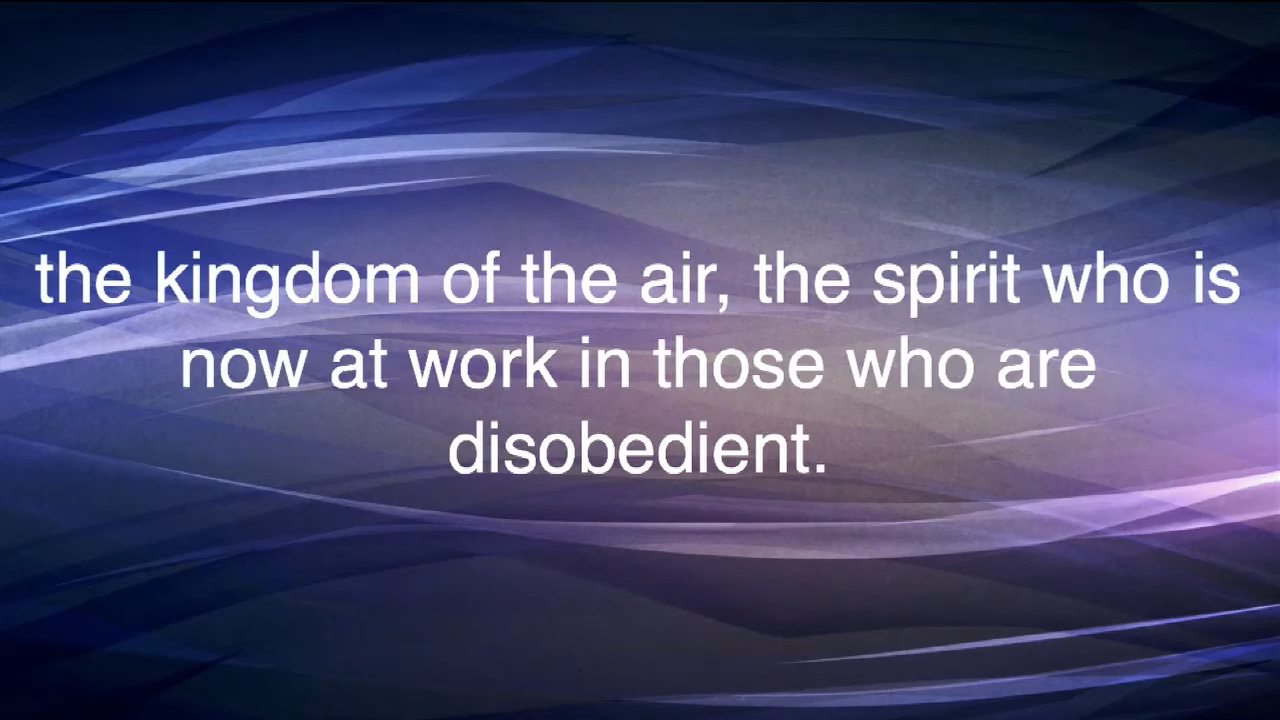 the kingdom of the air, the spirit who is
now at work in those who are
disobedient.